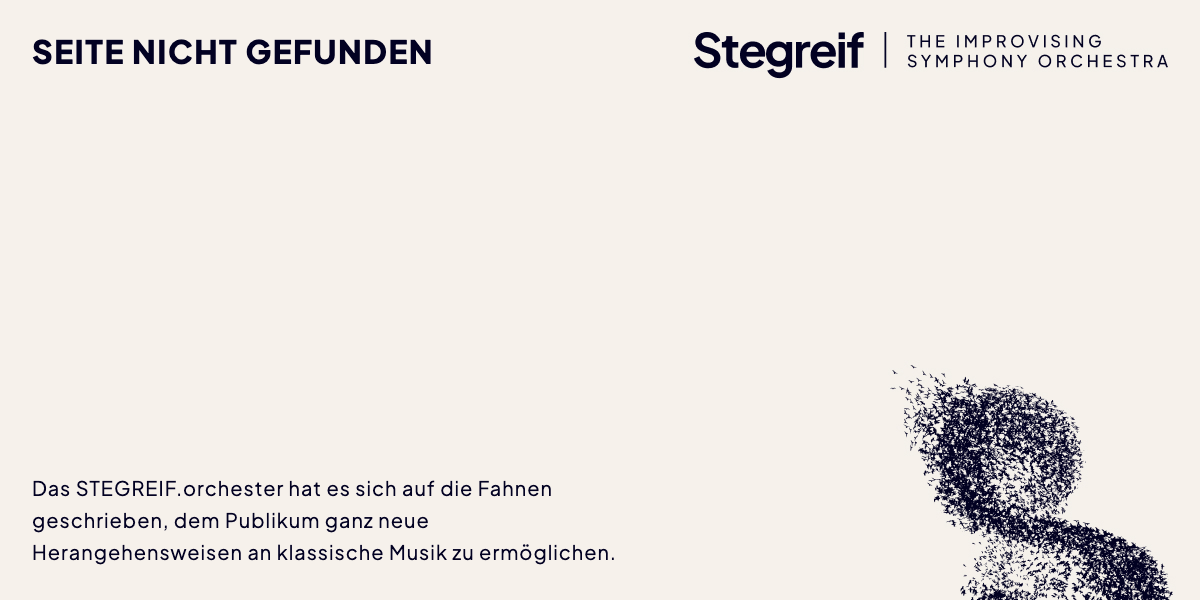 SEITE NICHT GEFUNDEN
Stegreif
THE IMPROVISING
SYMPHONY ORCHESTRA
Das STEGREIF.orchester hat es sich auf die Fahnen
geschrieben, dem Publikum ganz neue
Herangehensweisen an klassische Musik zu ermöglichen.